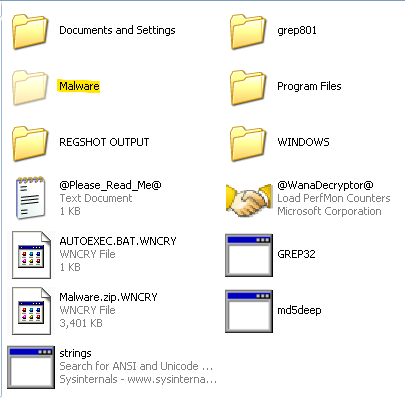 Documents and Settings
grep801
Malware
Program Files
REGSHOT OUTPUT
WINDOWS
@Please_Read_Me@
Text Document
1 KB
@WanaDecryptor@
Load PerfMon Counters
Microsoft Corporation
AUTOEXEC.BAT.WNCRY
WNCRY File
1 KB
GREP32
Malware.zip.WNCRY
WNCRY File
3,401 KB
md5deep
strings
Search for ANSI and Unicode ...
Sysinternals - www.sysinterna...